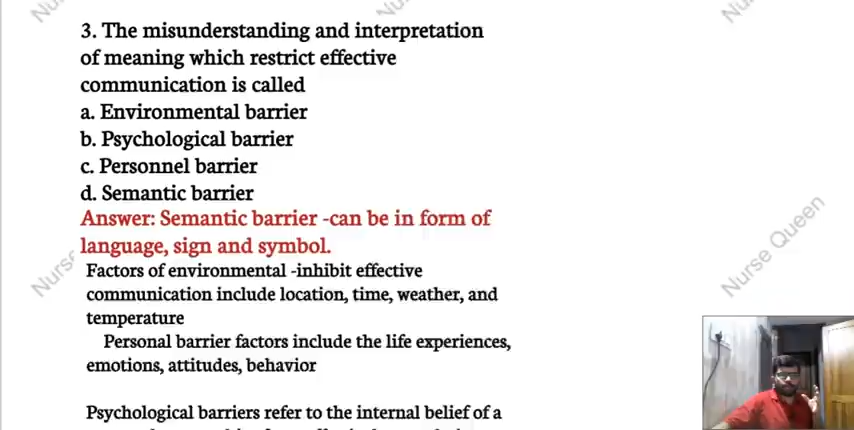 3. The misunderstanding and interpretation
of meaning which restrict effective
communication is called
a. Environmental barrier
b. Psychological barrier
c. Personnel barrier
d. Semantic barrier
Answer: Semantic barrier -can be in form of
language, sign and symbol.
Factors of environmental -inhibit effective
communication include location, time, weather, and
temperature
Personal barrier factors include the life experiences,
emotions, attitudes, behavior
Psychological barriers refer to the internal belief of a
Nurse Queen